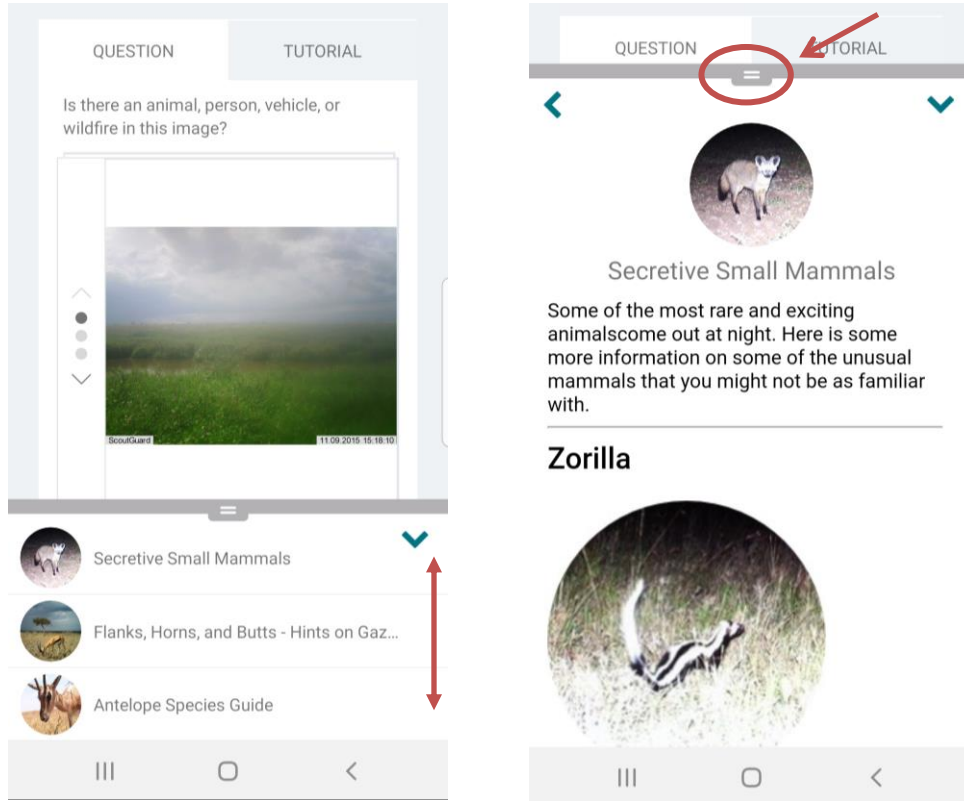 QUESTION
TUTORIAL
Is there an animal, person, vehicle, or
wildfire in this image?
ScoutGuard
11.09.2015 15:18:10
Secretive Small Mammals
Flanks, Horns, and Butts - Hints on Gaz...
Antelope Species Guide
QUESTION
TUTORIAL
Secretive Small Mammals
Some of the most rare and exciting
animalscome out at night. Here is some
more information on some of the unusual
mammals that you might not be as familiar
with.
Zorilla